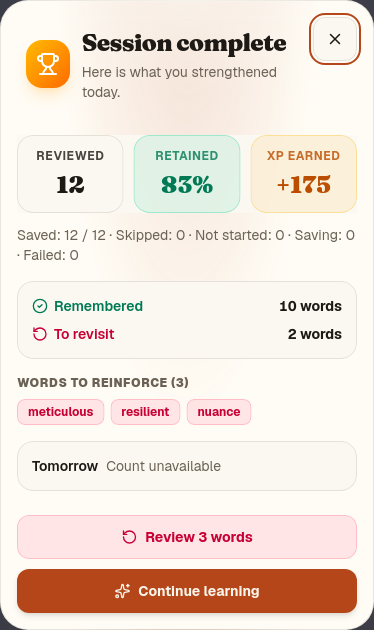 Session complete
Here is what you strengthened
today.
REVIEWED
12
RETAINED
83%
XP EARNED
+175
Saved: 12 / 12 · Skipped: 0 · Not started: 0 · Saving: 0
· Failed: 0
Remembered 10 words
To revisit 2 words
WORDS TO REINFORCE (3)
meticulous resilient nuance
Tomorrow Count unavailable
Review 3 words
Continue learning